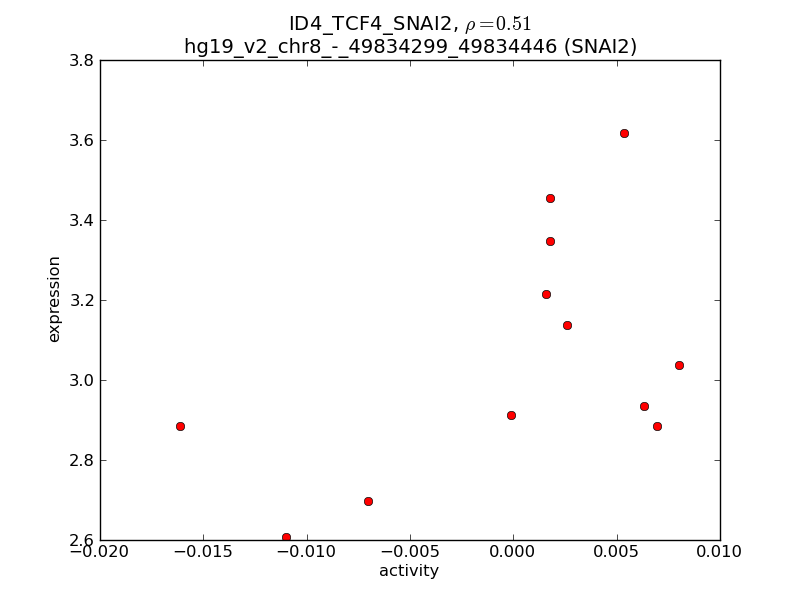 ID4_TCF4_SNAI2, ρ = 0.51
hg19_v2_chr8_-_49834299_49834446 (SNAI2)
3.8
3.6
3.4
3.2
3.0
2.8
2.6
expression
−0.020 −0.015 −0.010 −0.005 0.000 0.005 0.010
activity